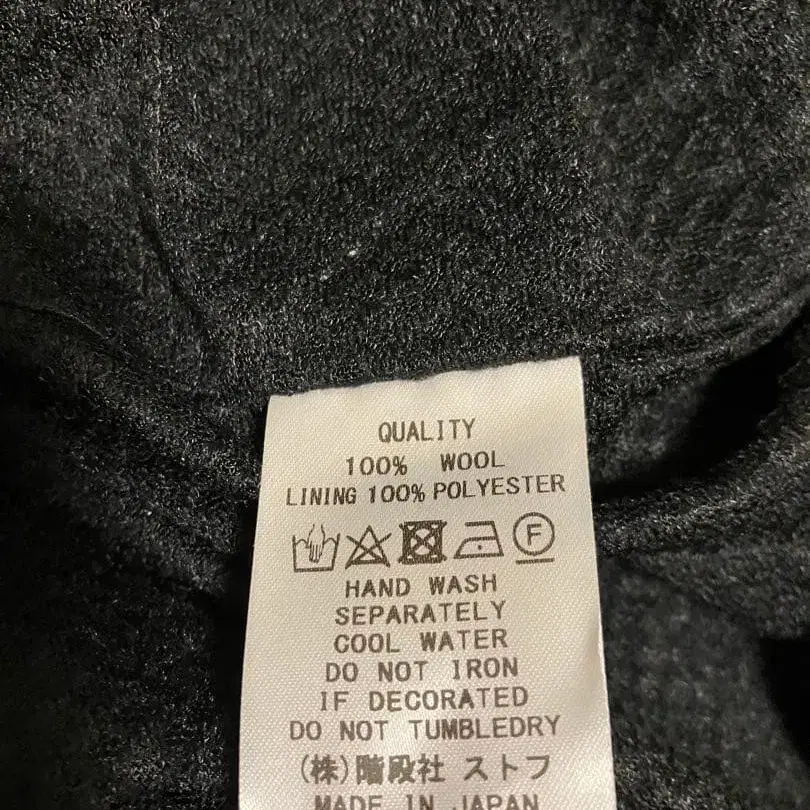 QUALITY
100% WOOL
LINING 100% POLYESTER
F
HAND WASH
SEPARATELY
COOL WATER
DO NOT IRON
IF DECORATED
DO NOT TUMBLEDRY
(株)階段社 ストフ
MADE IN JAPAN